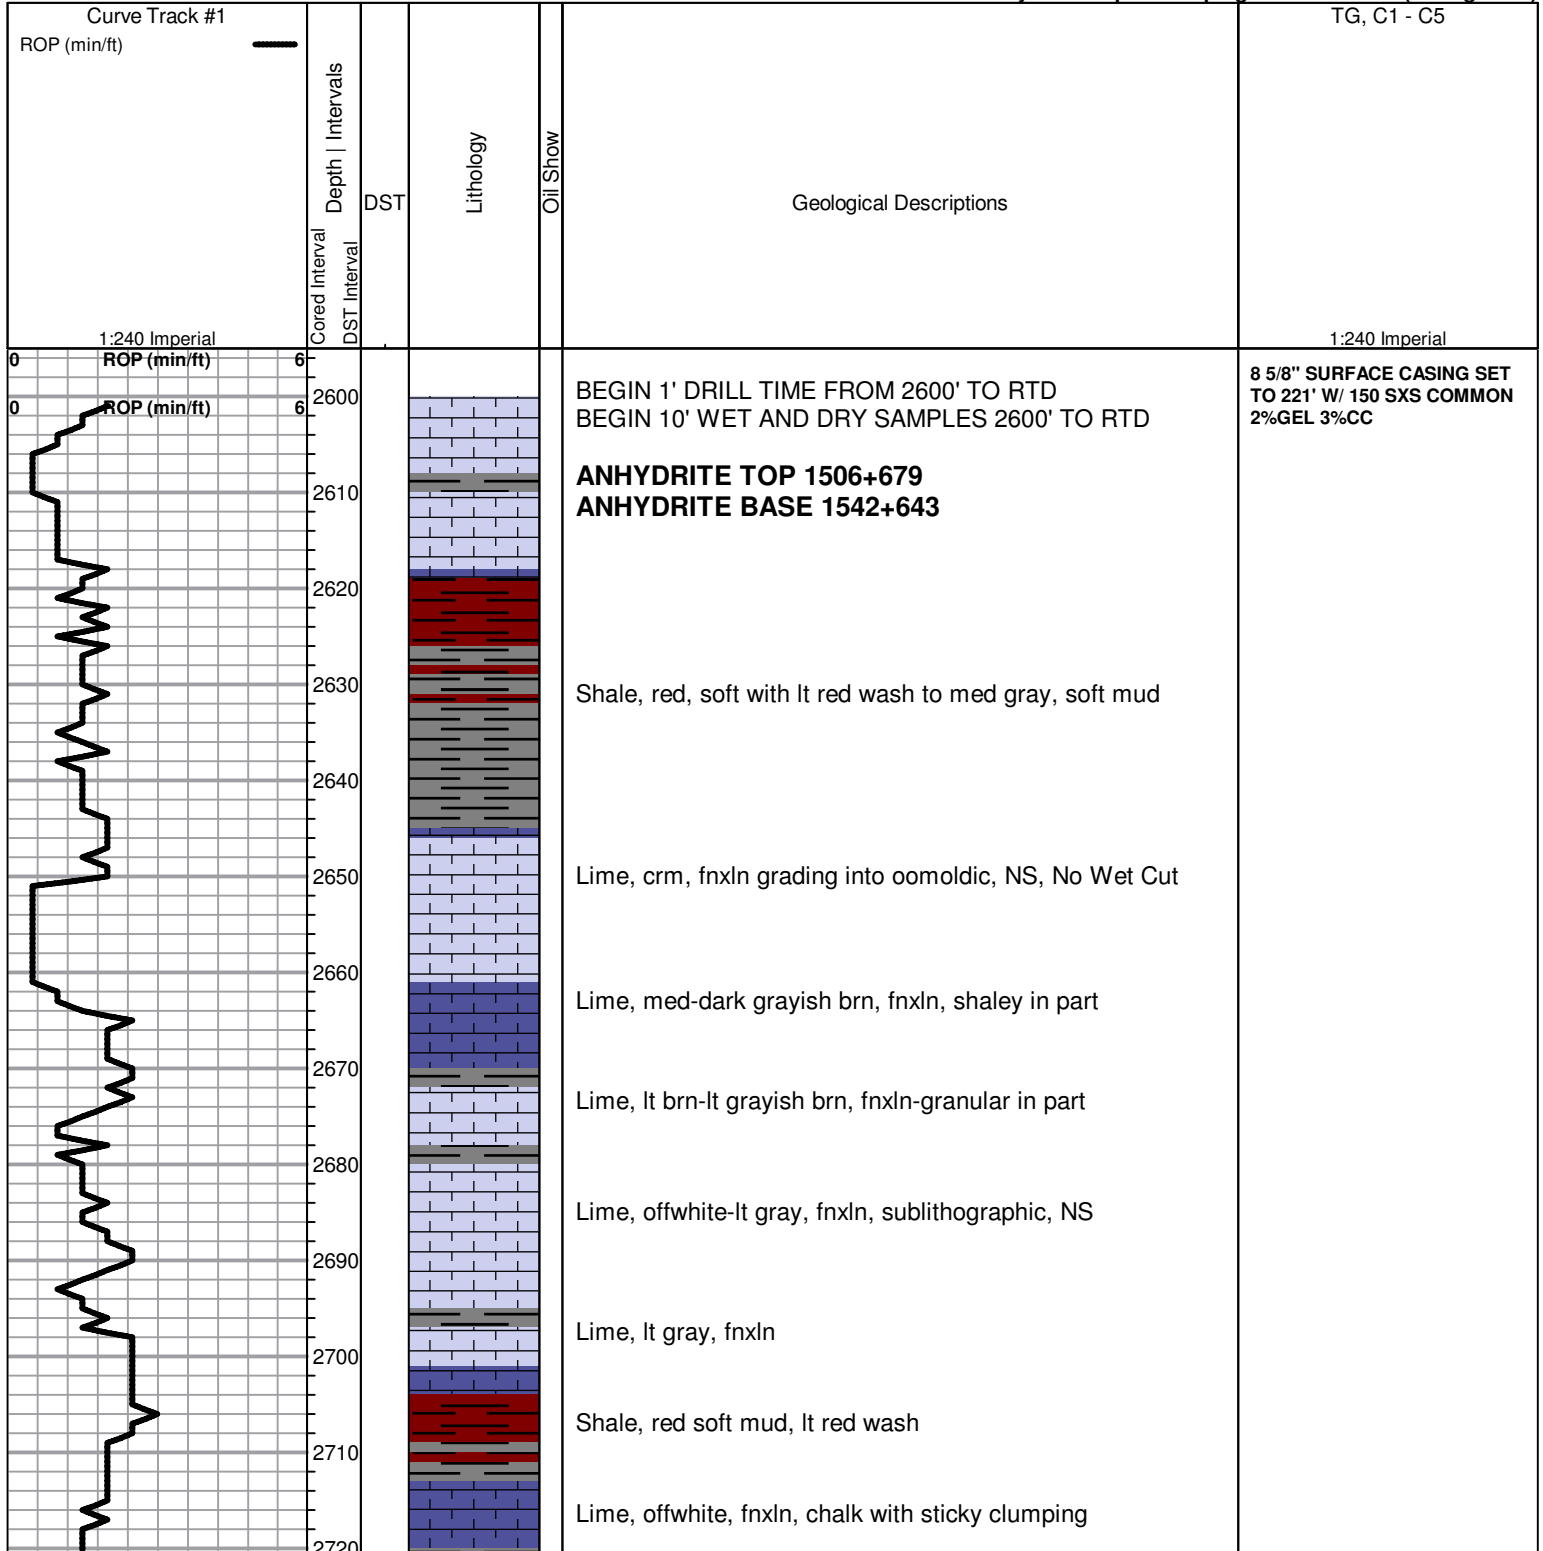 Curve Track #1
ROP (min/ft)
1:240 Imperial
Depth | Intervals
Cored Interval
DST Interval
DST
Lithology
Oil Show
Geological Descriptions
TG, C1 - C5
1:240 Imperial
0 ROP (min/ft) 6
0 ROP (min/ft) 6
2600
BEGIN 1' DRILL TIME FROM 2600' TO RTD
BEGIN 10' WET AND DRY SAMPLES 2600' TO RTD
8 5/8" SURFACE CASING SET
TO 221' W/ 150 SXS COMMON
2%GEL 3%CC
ANHYDRITE TOP 1506+679
2610
ANHYDRITE BASE 1542+643
2620
2630
Shale, red, soft with lt red wash to med gray, soft mud
2640
2650
Lime, crm, fnxln grading into oomoldic, NS, No Wet Cut
2660
Lime, med-dark grayish brn, fnxln, shaley in part
2670
Lime, lt brn-lt grayish brn, fnxln-granular in part
2680
Lime, offwhite-lt gray, fnxln, sublithographic, NS
2690
Lime, lt gray, fnxln
2700
Shale, red soft mud, lt red wash
2710
Lime, offwhite, fnxln, chalk with sticky clumping
2720